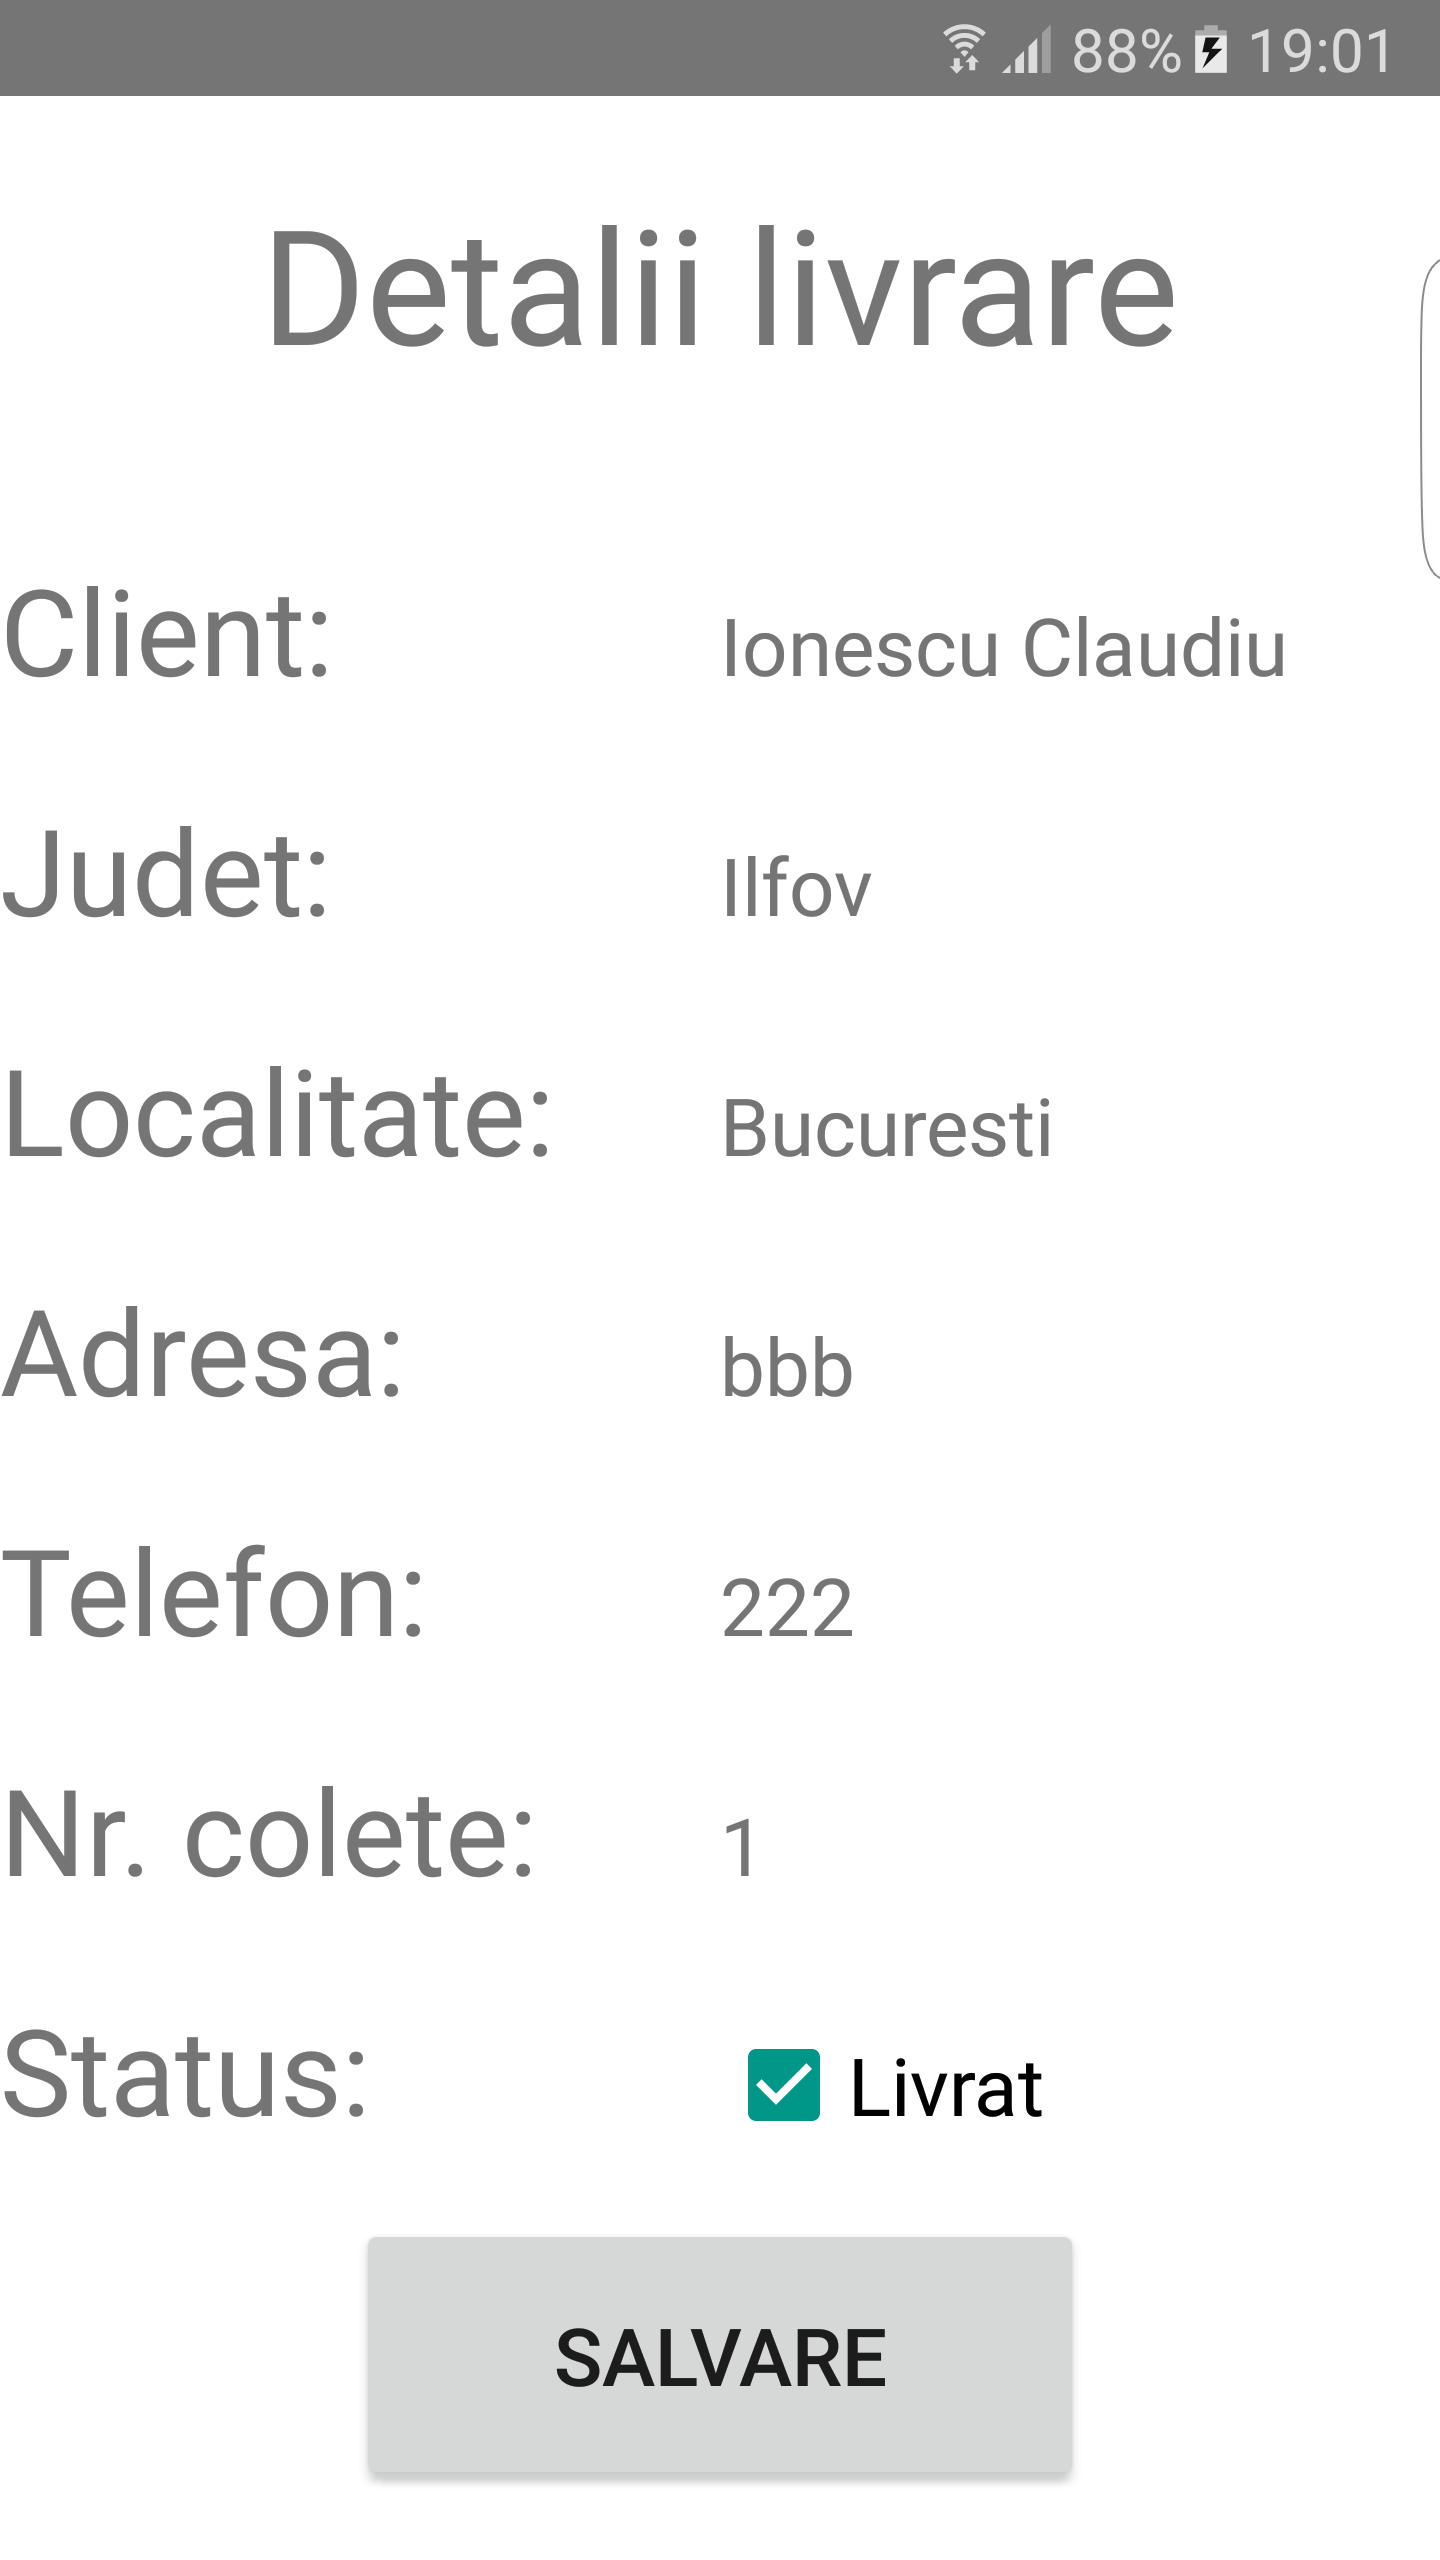 88% 19:01
Detalii livrare
Client: Ionescu Claudiu
Judet: Ilfov
Localitate: Bucuresti
Adresa: bbb
Telefon: 222
Nr. colete: 1
Status: Livrat
SALVARE